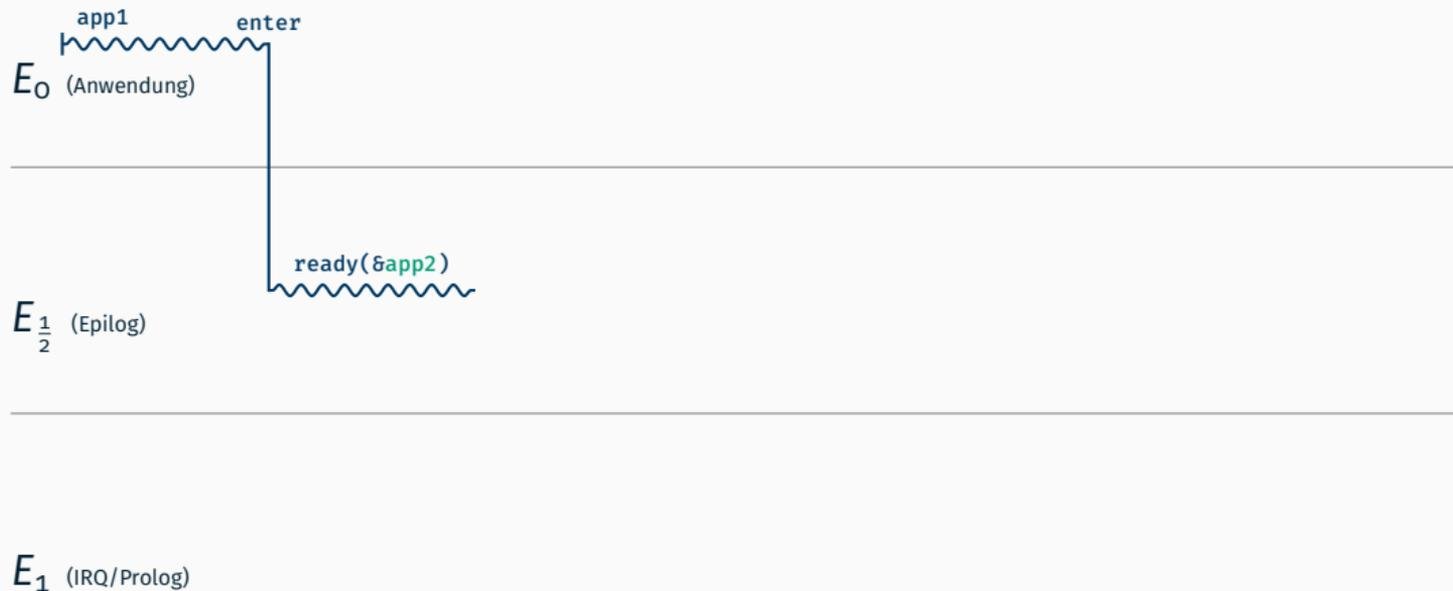 app1
enter
E0 (Anwendung)
ready(&app2)
E1/2 (Epilog)
E1 (IRQ/Prolog)